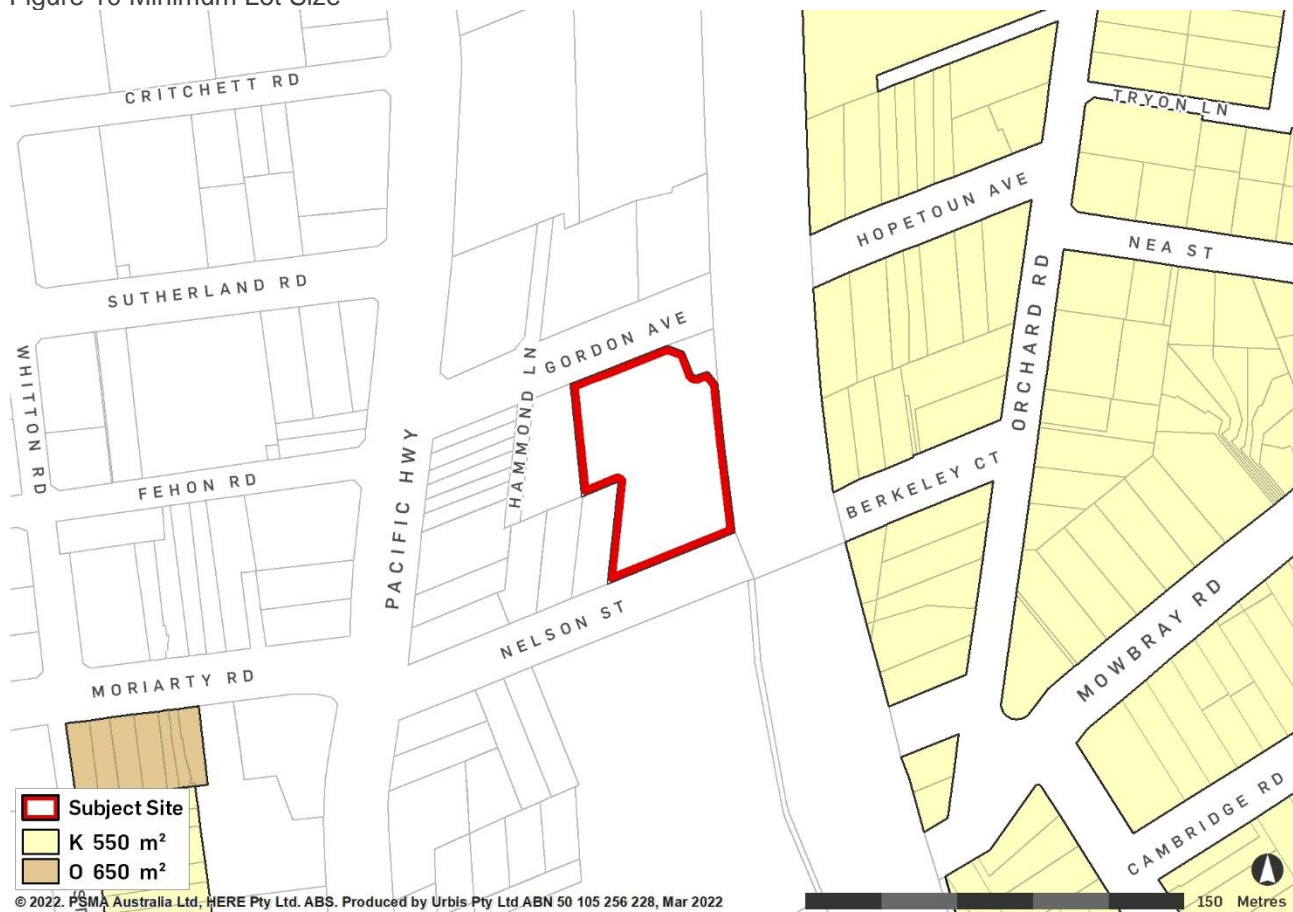 Figure 16 Minimum Lot Size
CRITCHETT RD
TRYON LN
HOPETOUN AVE
NEA ST
SUTHERLAND RD
ORCHARD RD
GORDON AVE
HAMMOND LN
WHITTON RD
PACIFIC HWY
FEHON RD
BERKELEY CT
NELSON ST
MOWBRAY RD
MORIARTY RD
CAMBRIDGE RD
Subject Site
K 550 m²
O 650 m²
150 Metres
© 2022. PSMA Australia Ltd, HERE Pty Ltd. ABS. Produced by Urbis Pty Ltd ABN 50 105 256 228, Mar 2022